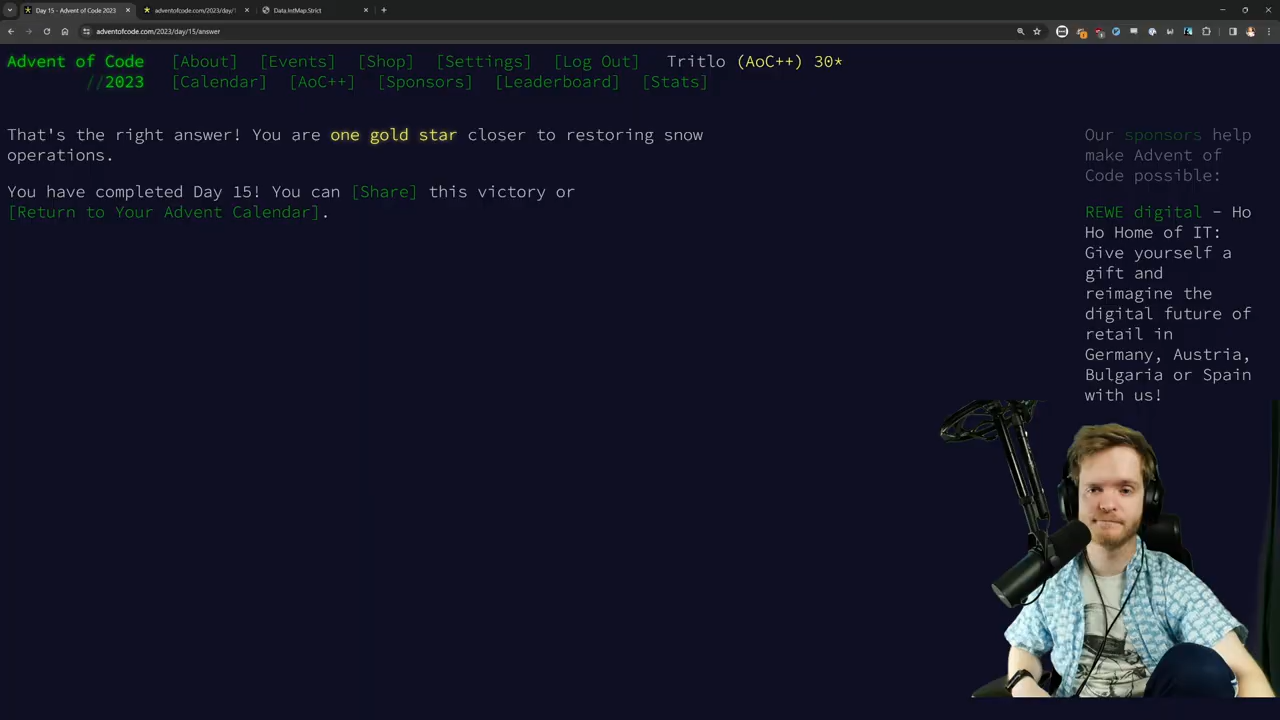 Day 15 - Advent of Code 2023
adventofcode.com/2023/day/1
Data.IntMap.Strict
adventofcode.com/2023/day/15/answer
Advent of Code [About] [Events] [Shop] [Settings] [Log Out] Tritlo (AoC++) 30*
//2023 [Calendar] [AoC++] [Sponsors] [Leaderboard] [Stats]
That's the right answer! You are one gold star closer to restoring snow
operations.
You have completed Day 15! You can [Share] this victory or
[Return to Your Advent Calendar].
Our sponsors help
make Advent of
Code possible:
REWE digital - Ho
Ho Home of IT:
Give yourself a
gift and
reimagine the
digital future of
retail in
Germany, Austria,
Bulgaria or Spain
with us!